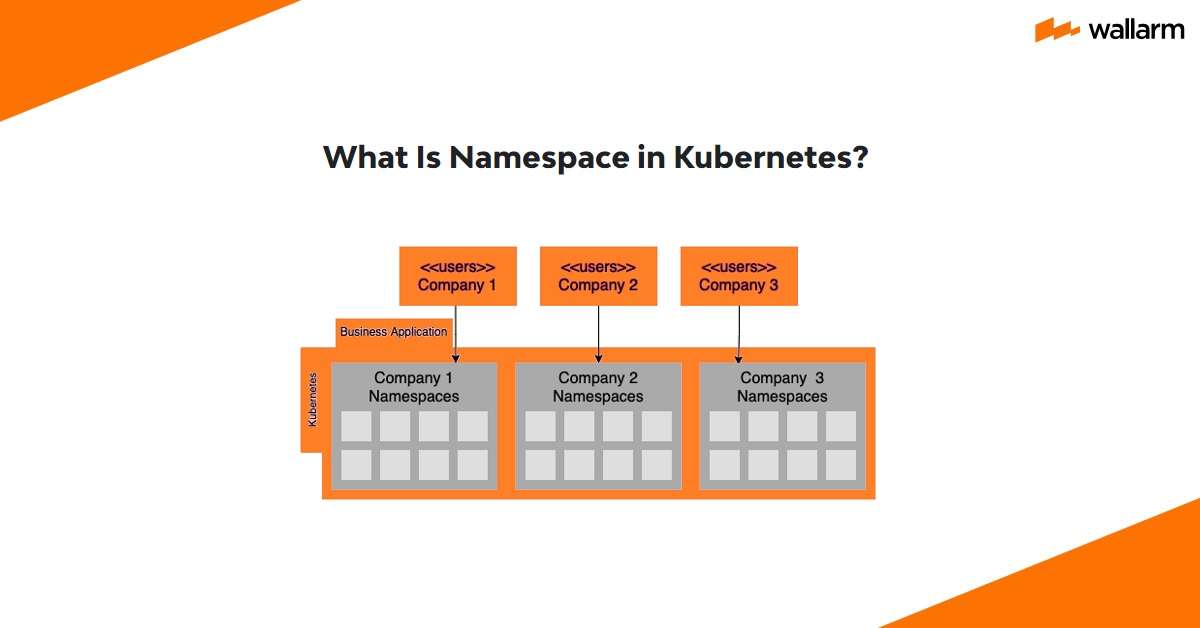 wallarm
What Is Namespace in Kubernetes?
<<users>>
Company 1
<<users>>
Company 2
<<users>>
Company 3
Business Application
Kubernetes
Company 1
Namespaces
Company 2
Namespaces
Company  3
Namespaces